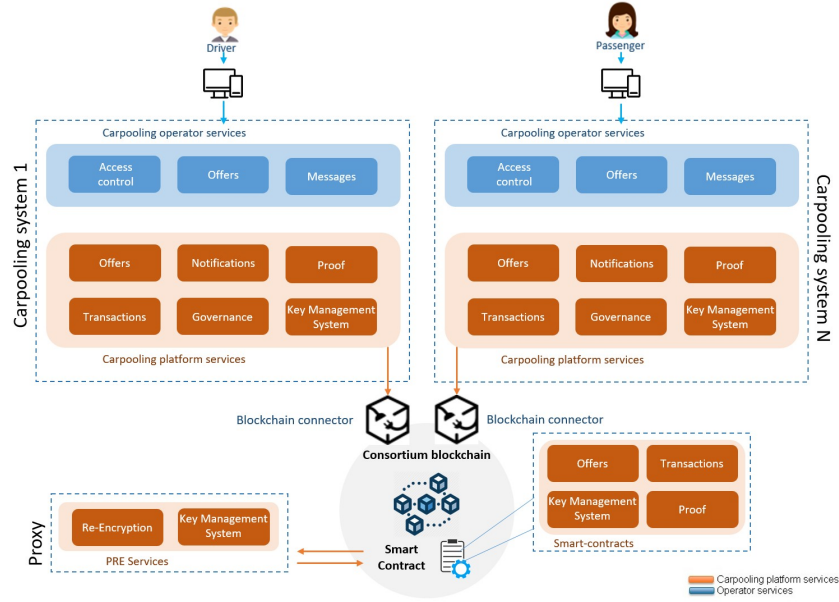 Driver
Passenger
Carpooling system 1
Carpooling operator services
Access
control
Offers
Messages
Offers
Notifications
Proof
Transactions
Governance
Key Management
System
Carpooling platform services
Carpooling system N
Carpooling operator services
Access
control
Offers
Messages
Offers
Notifications
Proof
Transactions
Governance
Key Management
System
Carpooling platform services
Blockchain connector
Blockchain connector
Consortium blockchain
Smart
Contract
Proxy
Re-Encryption
Key Management
System
PRE Services
Offers
Transactions
Key Management
System
Proof
Smart-contracts
Carpooling platform services
Operator services